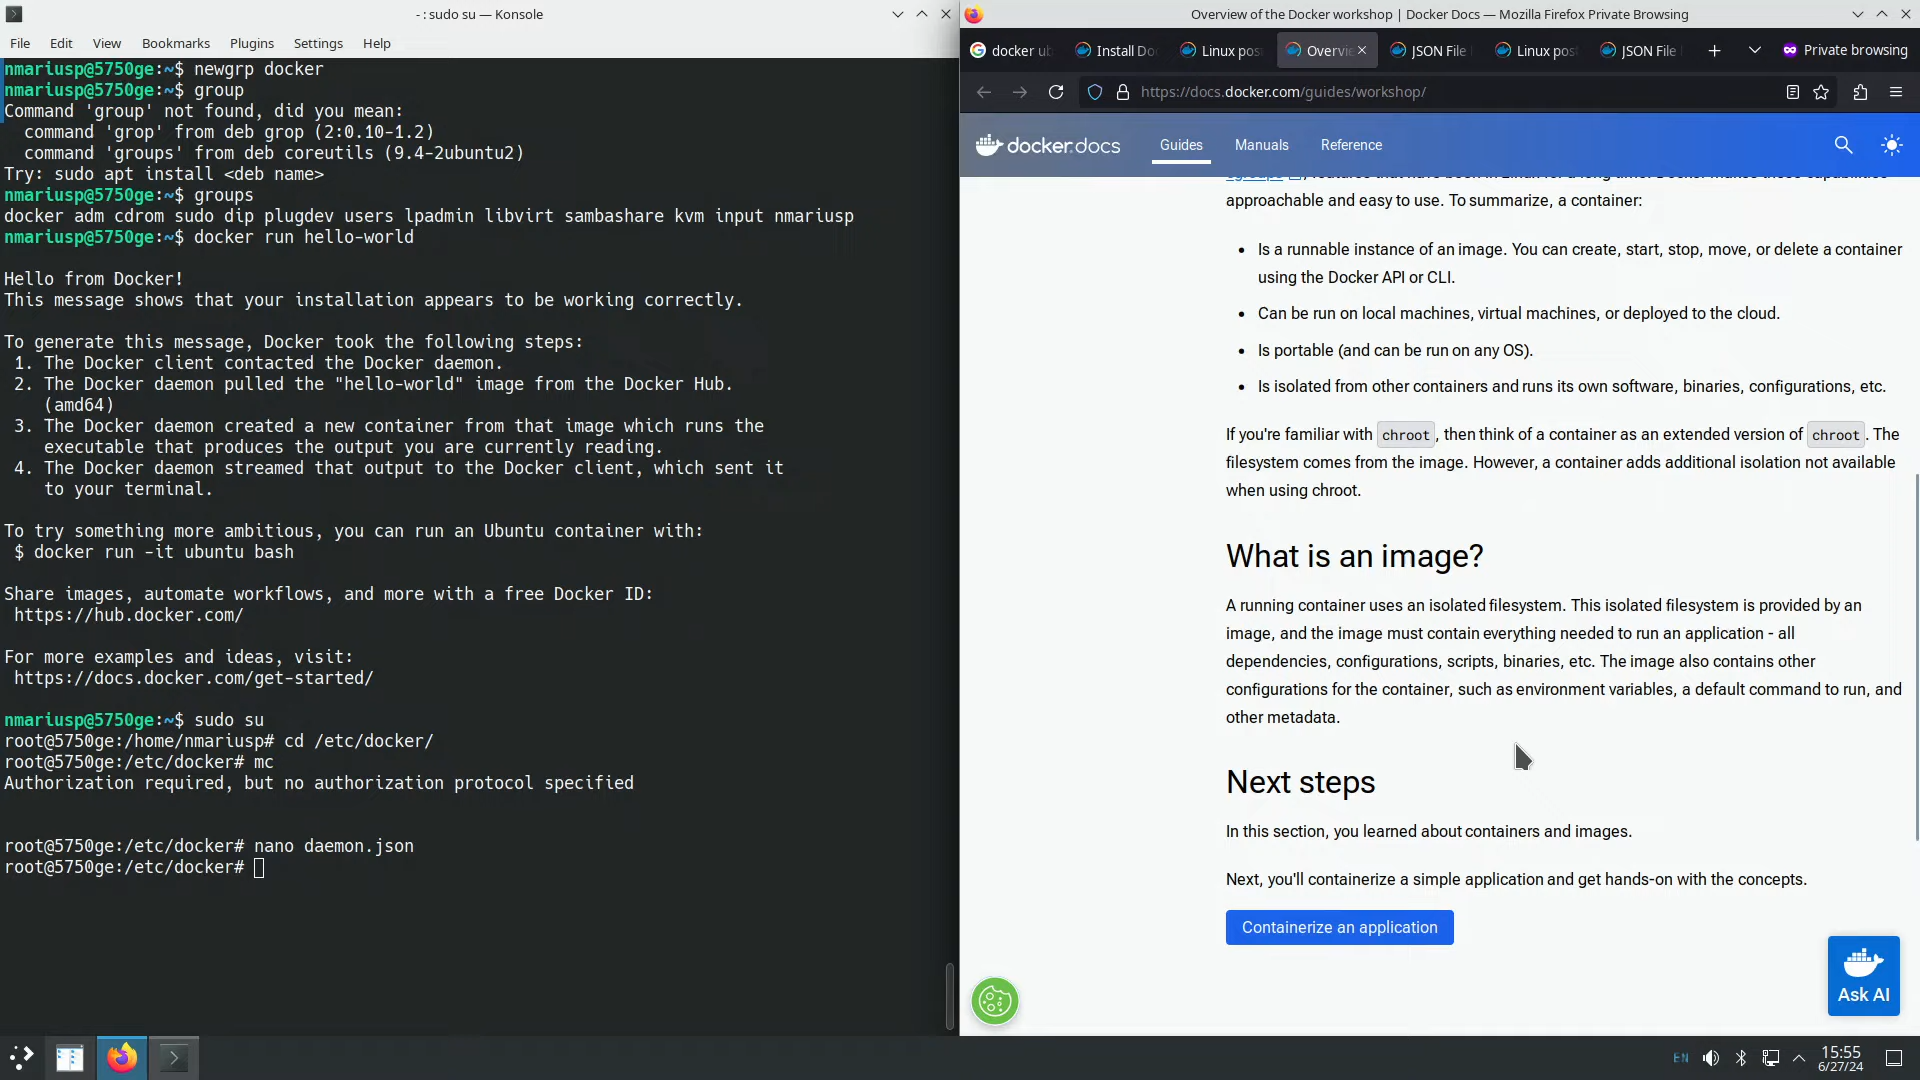 - : sudo su — Konsole
File Edit View Bookmarks Plugins Settings Help
nmariusp@5750ge:~$ newgrp docker
nmariusp@5750ge:~$ group
Command 'group' not found, did you mean:
  command 'grop' from deb grop (2:0.10-1.2)
  command 'groups' from deb coreutils (9.4-2ubuntu2)
Try: sudo apt install <deb name>
nmariusp@5750ge:~$ groups
docker adm cdrom sudo dip plugdev users lpadmin libvirt sambashare kvm input nmariusp
nmariusp@5750ge:~$ docker run hello-world
Hello from Docker!
This message shows that your installation appears to be working correctly.
To generate this message, Docker took the following steps:
 1. The Docker client contacted the Docker daemon.
 2. The Docker daemon pulled the "hello-world" image from the Docker Hub.
    (amd64)
 3. The Docker daemon created a new container from that image which runs the
    executable that produces the output you are currently reading.
 4. The Docker daemon streamed that output to the Docker client, which sent it
    to your terminal.
To try something more ambitious, you can run an Ubuntu container with:
 $ docker run -it ubuntu bash
Share images, automate workflows, and more with a free Docker ID:
 https://hub.docker.com/
For more examples and ideas, visit:
 https://docs.docker.com/get-started/
nmariusp@5750ge:~$ sudo su
root@5750ge:/home/nmariusp# cd /etc/docker/
root@5750ge:/etc/docker# mc
Authorization required, but no authorization protocol specified
root@5750ge:/etc/docker# nano daemon.json
root@5750ge:/etc/docker#
Overview of the Docker workshop | Docker Docs — Mozilla Firefox Private Browsing
docker ub Install Do Linux pos Overvie JSON File Linux pos JSON File Private browsing
https://docs.docker.com/guides/workshop/
docker.docs Guides Manuals Reference
approachable and easy to use. To summarize, a container:
• Is a runnable instance of an image. You can create, start, stop, move, or delete a container
using the Docker API or CLI.
• Can be run on local machines, virtual machines, or deployed to the cloud.
• Is portable (and can be run on any OS).
• Is isolated from other containers and runs its own software, binaries, configurations, etc.
If you're familiar with chroot, then think of a container as an extended version of chroot. The
filesystem comes from the image. However, a container adds additional isolation not available
when using chroot.
What is an image?
A running container uses an isolated filesystem. This isolated filesystem is provided by an
image, and the image must contain everything needed to run an application - all
dependencies, configurations, scripts, binaries, etc. The image also contains other
configurations for the container, such as environment variables, a default command to run, and
other metadata.
Next steps
In this section, you learned about containers and images.
Next, you'll containerize a simple application and get hands-on with the concepts.
Containerize an application
Ask AI
EN 15:55
6/27/24